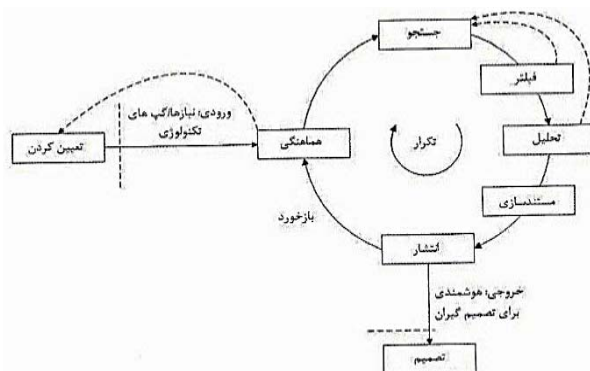 جستجو
فیلتر
ورودی؛ نیازها/گپ های
تکنولوژی
تعیین کردن
هماهنگی
تکرار
تحلیل
مستندسازی
بازخورد
انتشار
خروجی؛ هوشمندی
برای تصمیم گیران
تصمیم